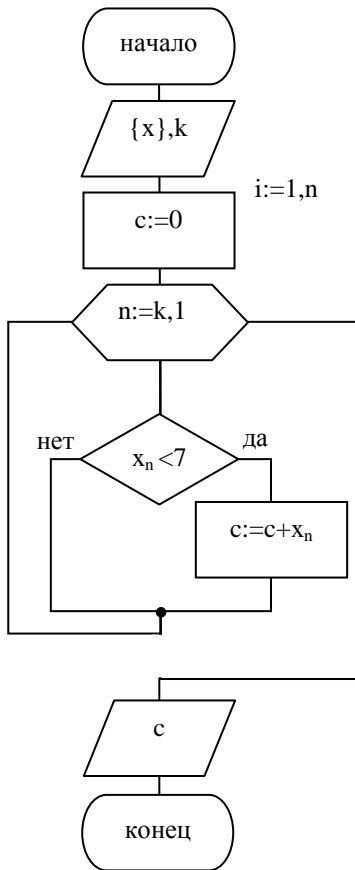 начало
{x},k
i:=1,n
c:=0
n:=k,1
нет
да
xₙ <7
c:=c+xₙ
c
конец